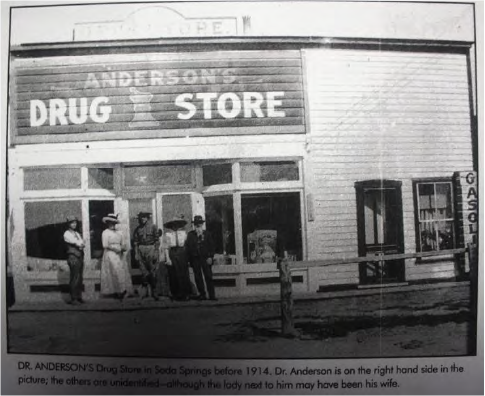 DRUG STORE.
ANDERSON'S
DRUG STORE
GASOL
DR. ANDERSON'S Drug Store in Soda Springs before 1914. Dr. Anderson is on the right hand side in the
picture; the others are unidentified—although the lady next to him may have been his wife.